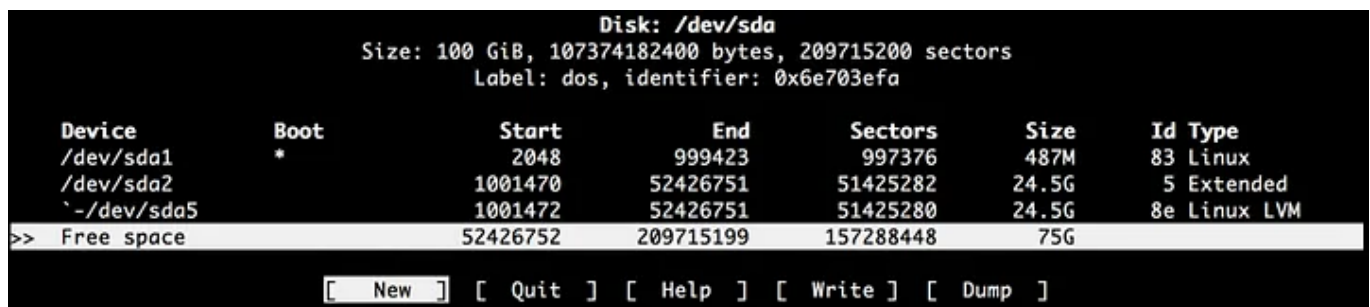 Disk: /dev/sda
Size: 100 GiB, 107374182400 bytes, 209715200 sectors
Label: dos, identifier: 0x6e703efa
Device Boot Start End Sectors Size Id Type
/dev/sda1 * 2048 999423 997376 487M 83 Linux
/dev/sda2 1001470 52426751 51425282 24.5G 5 Extended
`-/dev/sda5 1001472 52426751 51425280 24.5G 8e Linux LVM
>> Free space 52426752 209715199 157288448 75G
[ New ] [ Quit ] [ Help ] [ Write ] [ Dump ]